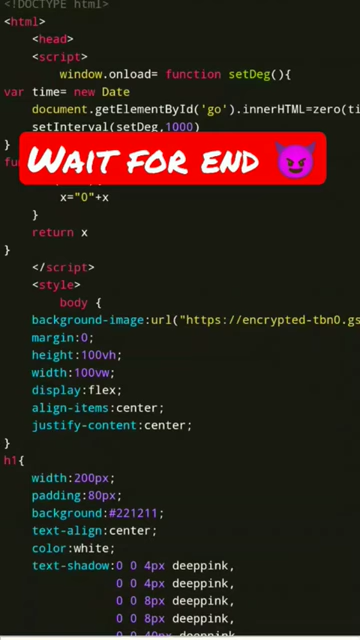 <!DOCTYPE html>
<html>
<head>
<script>
window.onload= function setDeg(){
var time= new Date
document.getElementById('go').innerHTML=zero(ti
setInterval(setDeg,1000)
}
WAIT FOR END 😈
x="0"+x
}
return x
}
</script>
<style>
body {
background-image:url("https://encrypted-tbn0.gs
margin:0;
height:100vh;
width:100vw;
display:flex;
align-items:center;
justify-content:center;
}
h1{
width:200px;
padding:80px;
background:#221211;
text-align:center;
color:white;
text-shadow:0 0 4px deeppink,
0 0 4px deeppink,
0 0 8px deeppink,
0 0 8px deeppink,
0 0 40px deeppink,